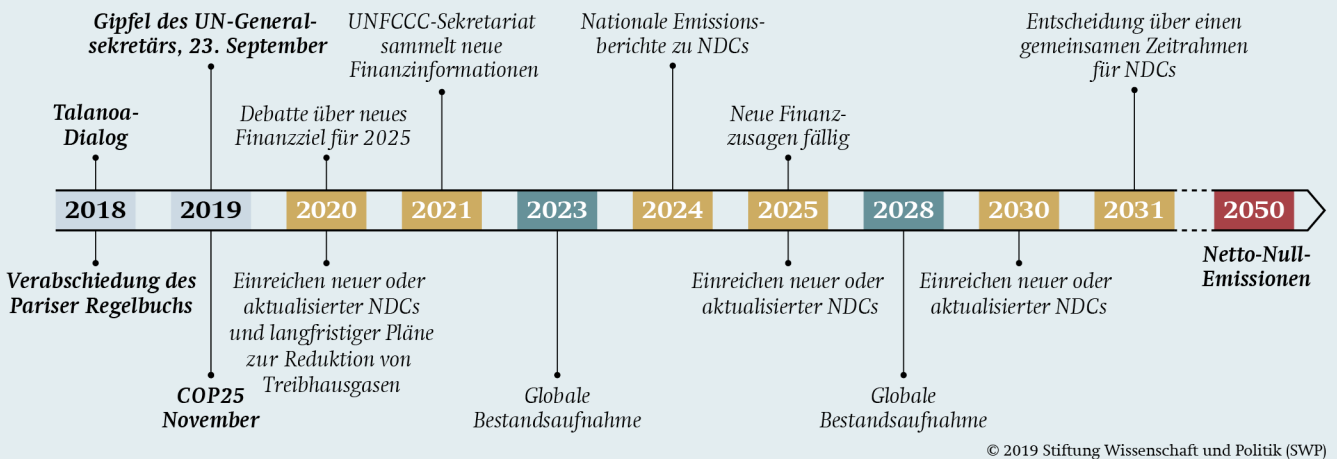 Gipfel des UN-General-
sekretärs, 23. September
UNFCCC-Sekretariat
sammelt neue
Finanzinformationen
Nationale Emissions-
berichte zu NDCs
Entscheidung über einen
gemeinsamen Zeitrahmen
für NDCs
Talanoa-
Dialog
Debatte über neues
Finanzziel für 2025
Neue Finanz-
zusagen fällig
2018 2019 2020 2021 2023 2024 2025 2028 2030 2031 2050
Verabschiedung des
Pariser Regelbuchs
COP25
November
Einreichen neuer oder
aktualisierter NDCs
und langfristiger Pläne
zur Reduktion von
Treibhausgasen
Globale
Bestandsaufnahme
Einreichen neuer oder
aktualisierter NDCs
Globale
Bestandsaufnahme
Einreichen neuer oder
aktualisierter NDCs
Netto-Null-
Emissionen
© 2019 Stiftung Wissenschaft und Politik (SWP)